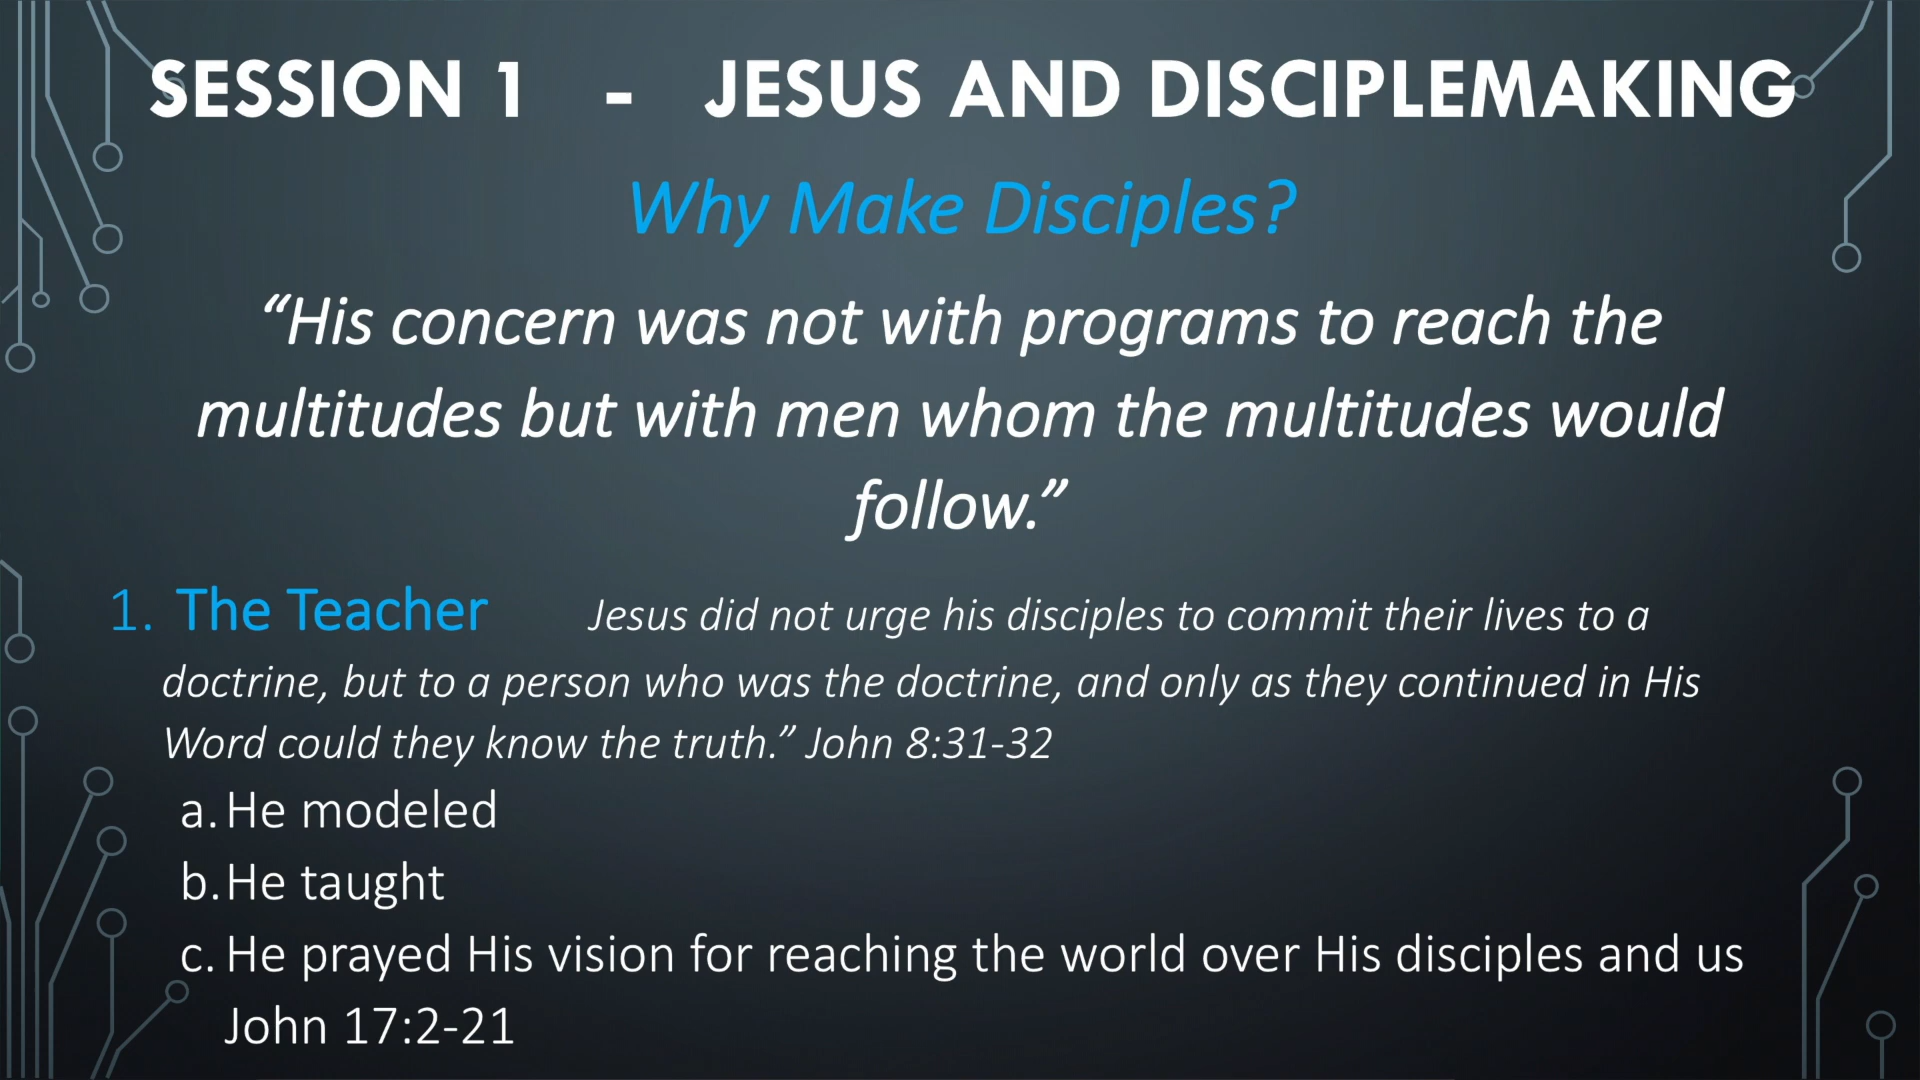 SESSION 1 - JESUS AND DISCIPLEMAKING
Why Make Disciples?
“His concern was not with programs to reach the
multitudes but with men whom the multitudes would
follow.”
1. The Teacher Jesus did not urge his disciples to commit their lives to a
doctrine, but to a person who was the doctrine, and only as they continued in His
Word could they know the truth.” John 8:31-32
a. He modeled
b. He taught
c. He prayed His vision for reaching the world over His disciples and us
John 17:2-21